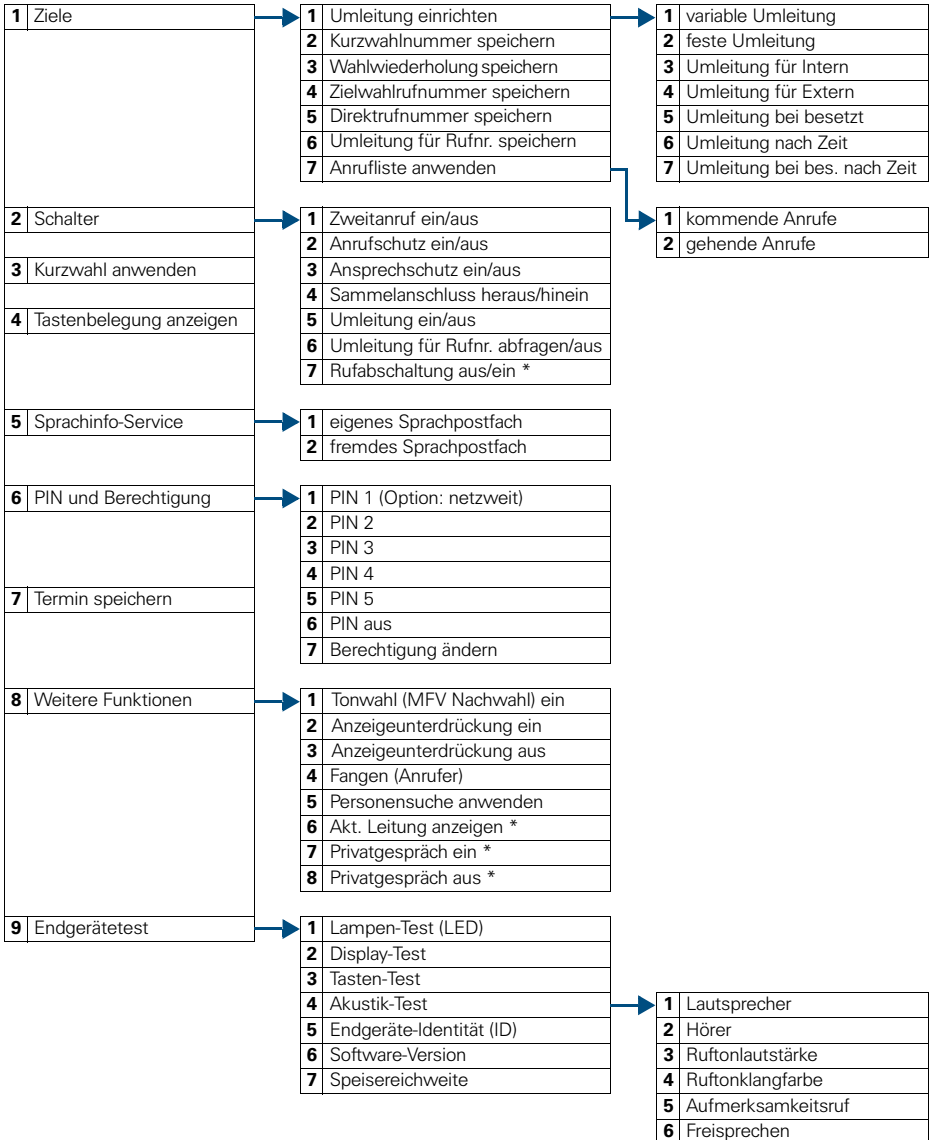 1 Ziele
1 Umleitung einrichten
2 Kurzwahlnummer speichern
3 Wahlwiederholung speichern
4 Zielwahlrufnummer speichern
5 Direktrufnummer speichern
6 Umleitung für Rufnr. speichern
7 Anrufliste anwenden
1 variable Umleitung
2 feste Umleitung
3 Umleitung für Intern
4 Umleitung für Extern
5 Umleitung bei besetzt
6 Umleitung nach Zeit
7 Umleitung bei bes. nach Zeit
1 kommende Anrufe
2 gehende Anrufe
2 Schalter
1 Zweitanruf ein/aus
2 Anrufschutz ein/aus
3 Ansprechschutz ein/aus
4 Sammelanschluss heraus/hinein
5 Umleitung ein/aus
6 Umleitung für Rufnr. abfragen/aus
7 Rufabschaltung aus/ein *
3 Kurzwahl anwenden
4 Tastenbelegung anzeigen
5 Sprachinfo-Service
1 eigenes Sprachpostfach
2 fremdes Sprachpostfach
6 PIN und Berechtigung
1 PIN 1 (Option: netzweit)
2 PIN 2
3 PIN 3
4 PIN 4
5 PIN 5
6 PIN aus
7 Berechtigung ändern
7 Termin speichern
8 Weitere Funktionen
1 Tonwahl (MFV Nachwahl) ein
2 Anzeigeunterdrückung ein
3 Anzeigeunterdrückung aus
4 Fangen (Anrufer)
5 Personensuche anwenden
6 Akt. Leitung anzeigen *
7 Privatgespräch ein *
8 Privatgespräch aus *
9 Endgerätetest
1 Lampen-Test (LED)
2 Display-Test
3 Tasten-Test
4 Akustik-Test
5 Endgeräte-Identität (ID)
6 Software-Version
7 Speisereichweite
1 Lautsprecher
2 Hörer
3 Ruftonlautstärke
4 Ruftonklangfarbe
5 Aufmerksamkeitsruf
6 Freisprechen